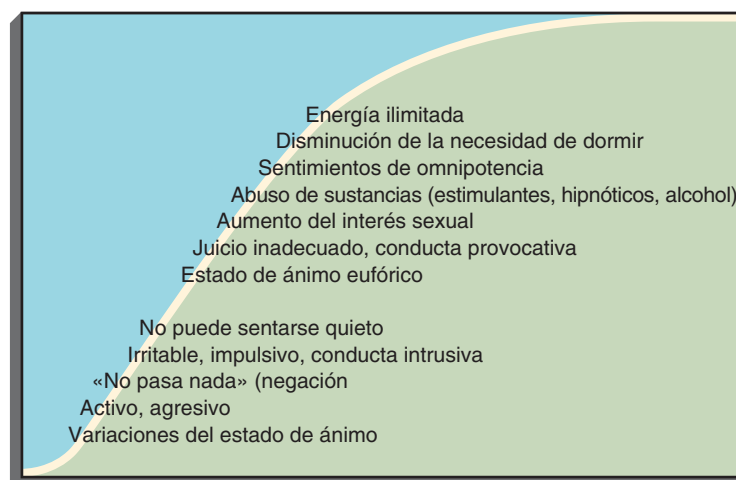 Energía ilimitada
Disminución de la necesidad de dormir
Sentimientos de omnipotencia
Abuso de sustancias (estimulantes, hipnóticos, alcohol)
Aumento del interés sexual
Juicio inadecuado, conducta provocativa
Estado de ánimo eufórico
No puede sentarse quieto
Irritable, impulsivo, conducta intrusiva
«No pasa nada» (negación
Activo, agresivo
Variaciones del estado de ánimo